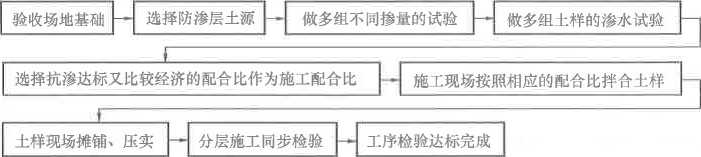 验收场地基础
选择防渗层土源
做多组不同掺量的试验
做多组土样的渗水试验
选择抗渗达标又比较经济的配合比作为施工配合比
施工现场按照相应的配合比拌合土样
土样现场摊铺、压实
分层施工同步检验
工序检验达标完成